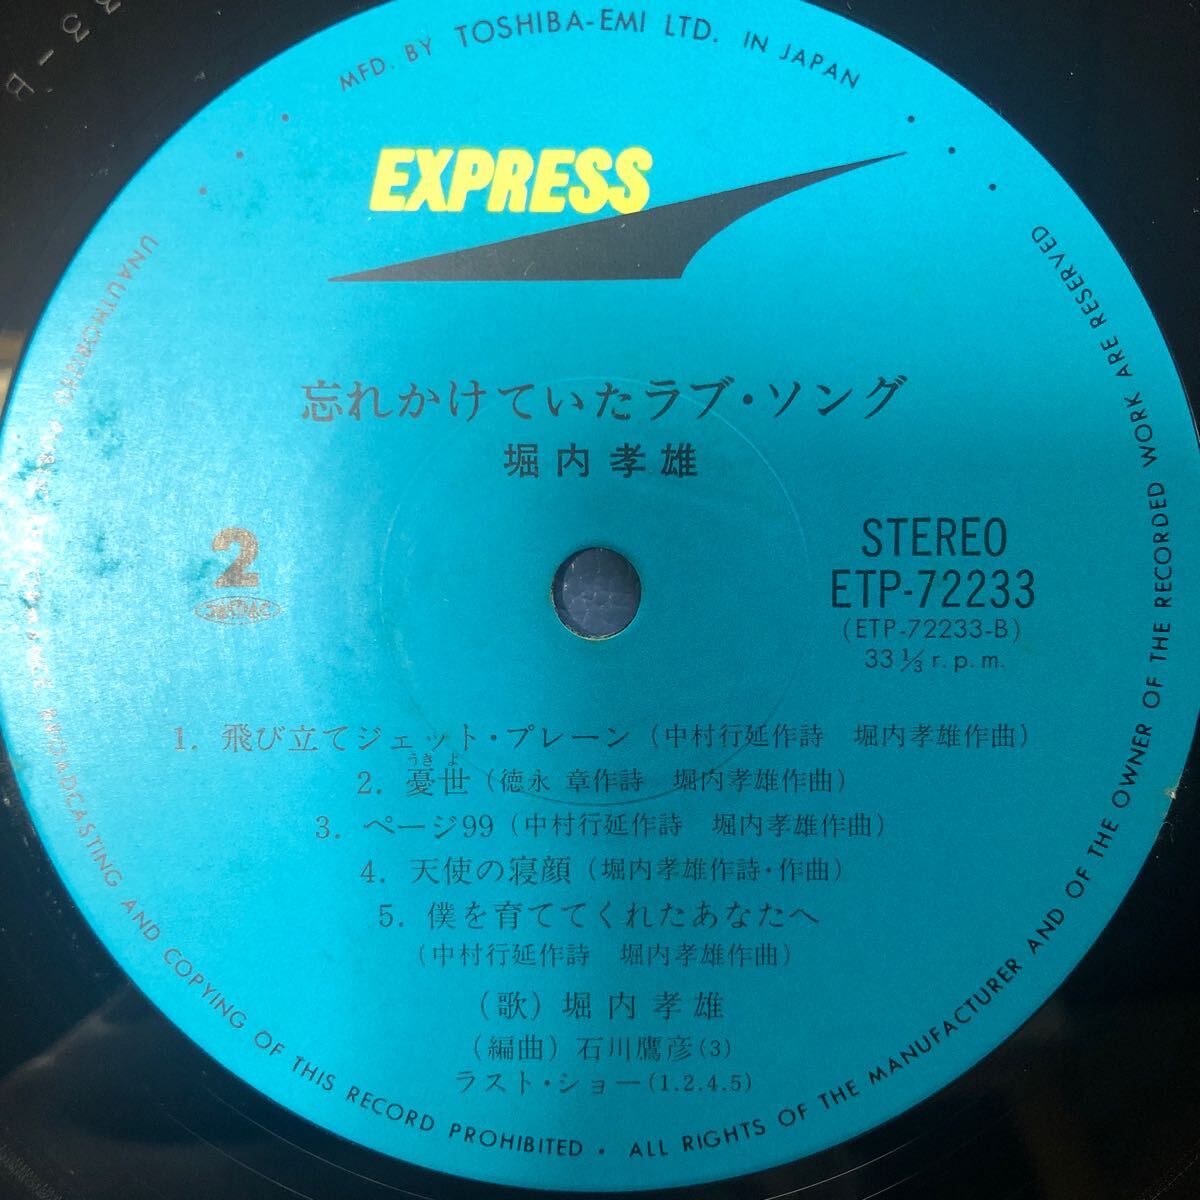 MFD. BY TOSHIBA-EMI LTD. IN JAPAN
EXPRESS
忘れかけていたラブ・ソング
堀内孝雄
2
JASRAC
STEREO
ETP-72233
(ETP-72233-B)
33 1/3 r.p.m.
1. 飛び立てジェット・プレーン (中村行延作詩 堀内孝雄作曲)
うきよ
2. 憂世 (徳永 章作詩 堀内孝雄作曲)
3. ページ99 (中村行延作詩 堀内孝雄作曲)
4. 天使の寝顔 (堀内孝雄作詩・作曲)
5. 僕を育ててくれたあなたへ
(中村行延作詩 堀内孝雄作曲)
(歌) 堀内孝雄
(編曲) 石川鷹彦(3)
ラスト・ショー(1.2.4.5)
UNAUTHORIZED PUBLIC PERFORMANCE BROADCASTING AND COPYING OF THIS RECORD PROHIBITED • ALL RIGHTS OF THE MANUFACTURER AND OF THE OWNER OF THE RECORDED WORK ARE RESERVED
33-B